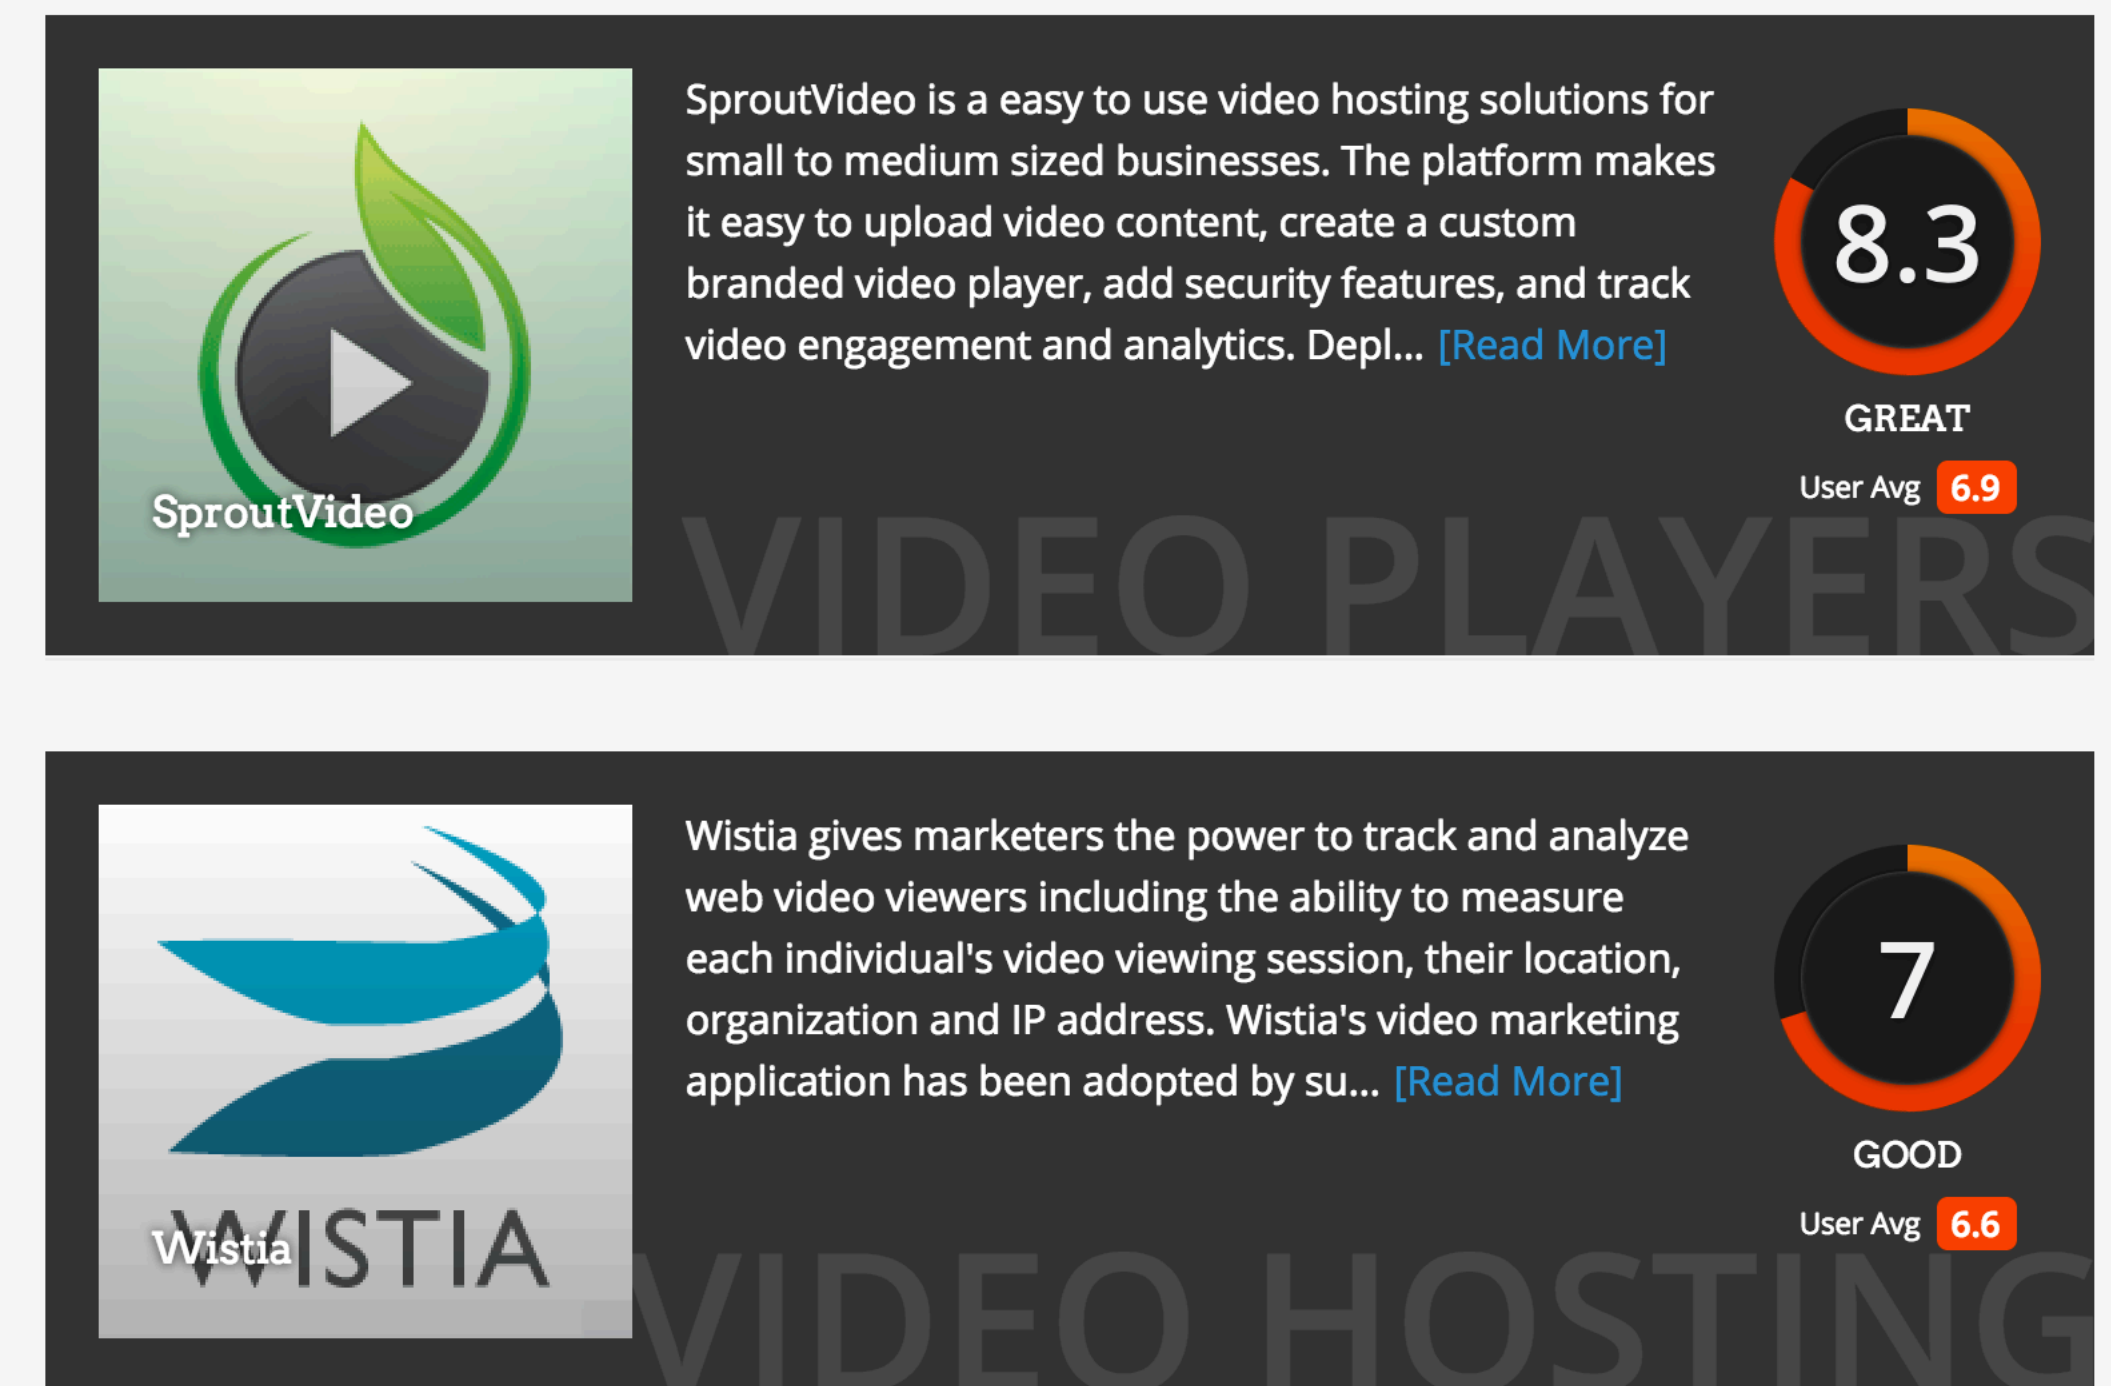 SproutVideo is a easy to use video hosting solutions for
small to medium sized businesses. The platform makes
it easy to upload video content, create a custom
branded video player, add security features, and track
video engagement and analytics. Depl... [Read More]
8.3
GREAT
User Avg 6.9
SproutVideo
VIDEO PLAYERS
Wistia gives marketers the power to track and analyze
web video viewers including the ability to measure
each individual's video viewing session, their location,
organization and IP address. Wistia's video marketing
application has been adopted by su... [Read More]
7
GOOD
User Avg 6.6
WISTIA
Wistia
VIDEO HOSTING